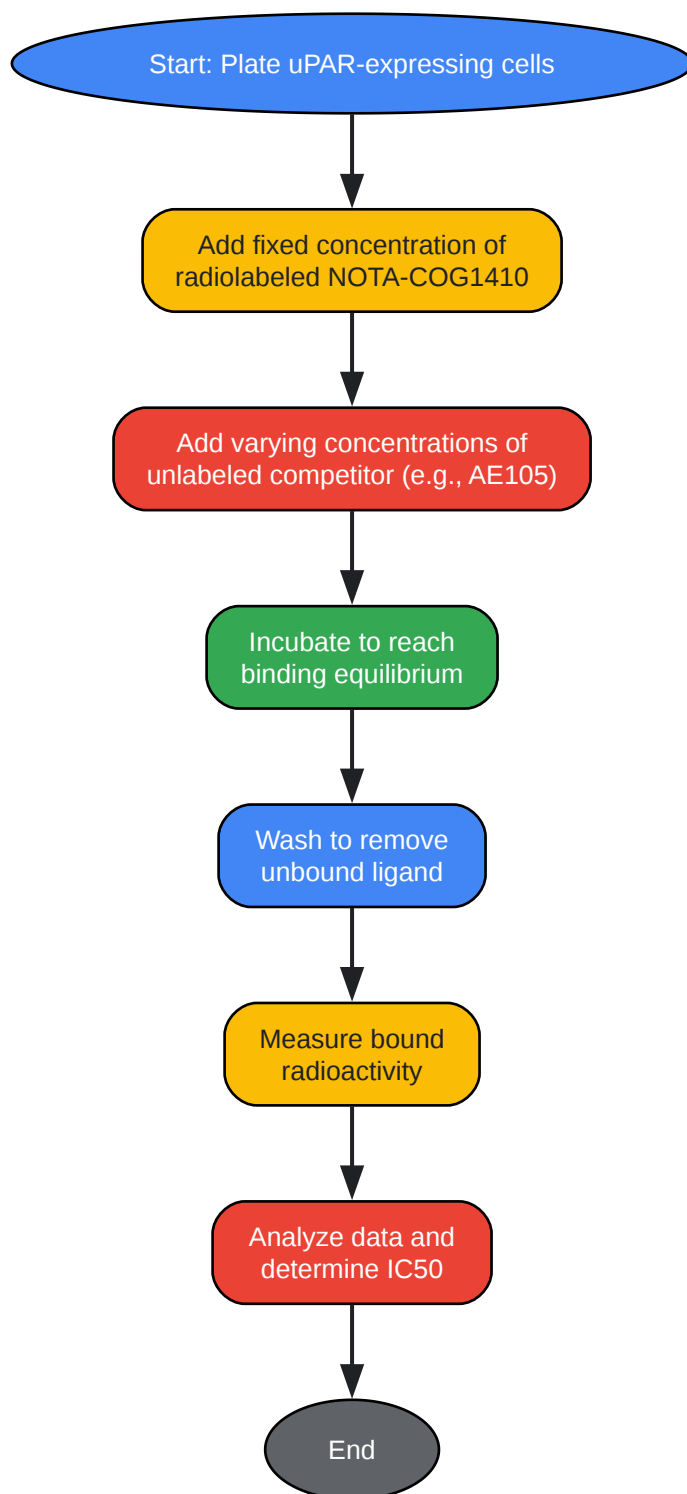 Start: Plate uPAR-expressing cells
Add fixed concentration of
radiolabeled NOTA-COG1410
Add varying concentrations of
unlabeled competitor (e.g., AE105)
Incubate to reach
binding equilibrium
Wash to remove
unbound ligand
Measure bound
radioactivity
Analyze data and
determine IC50
End